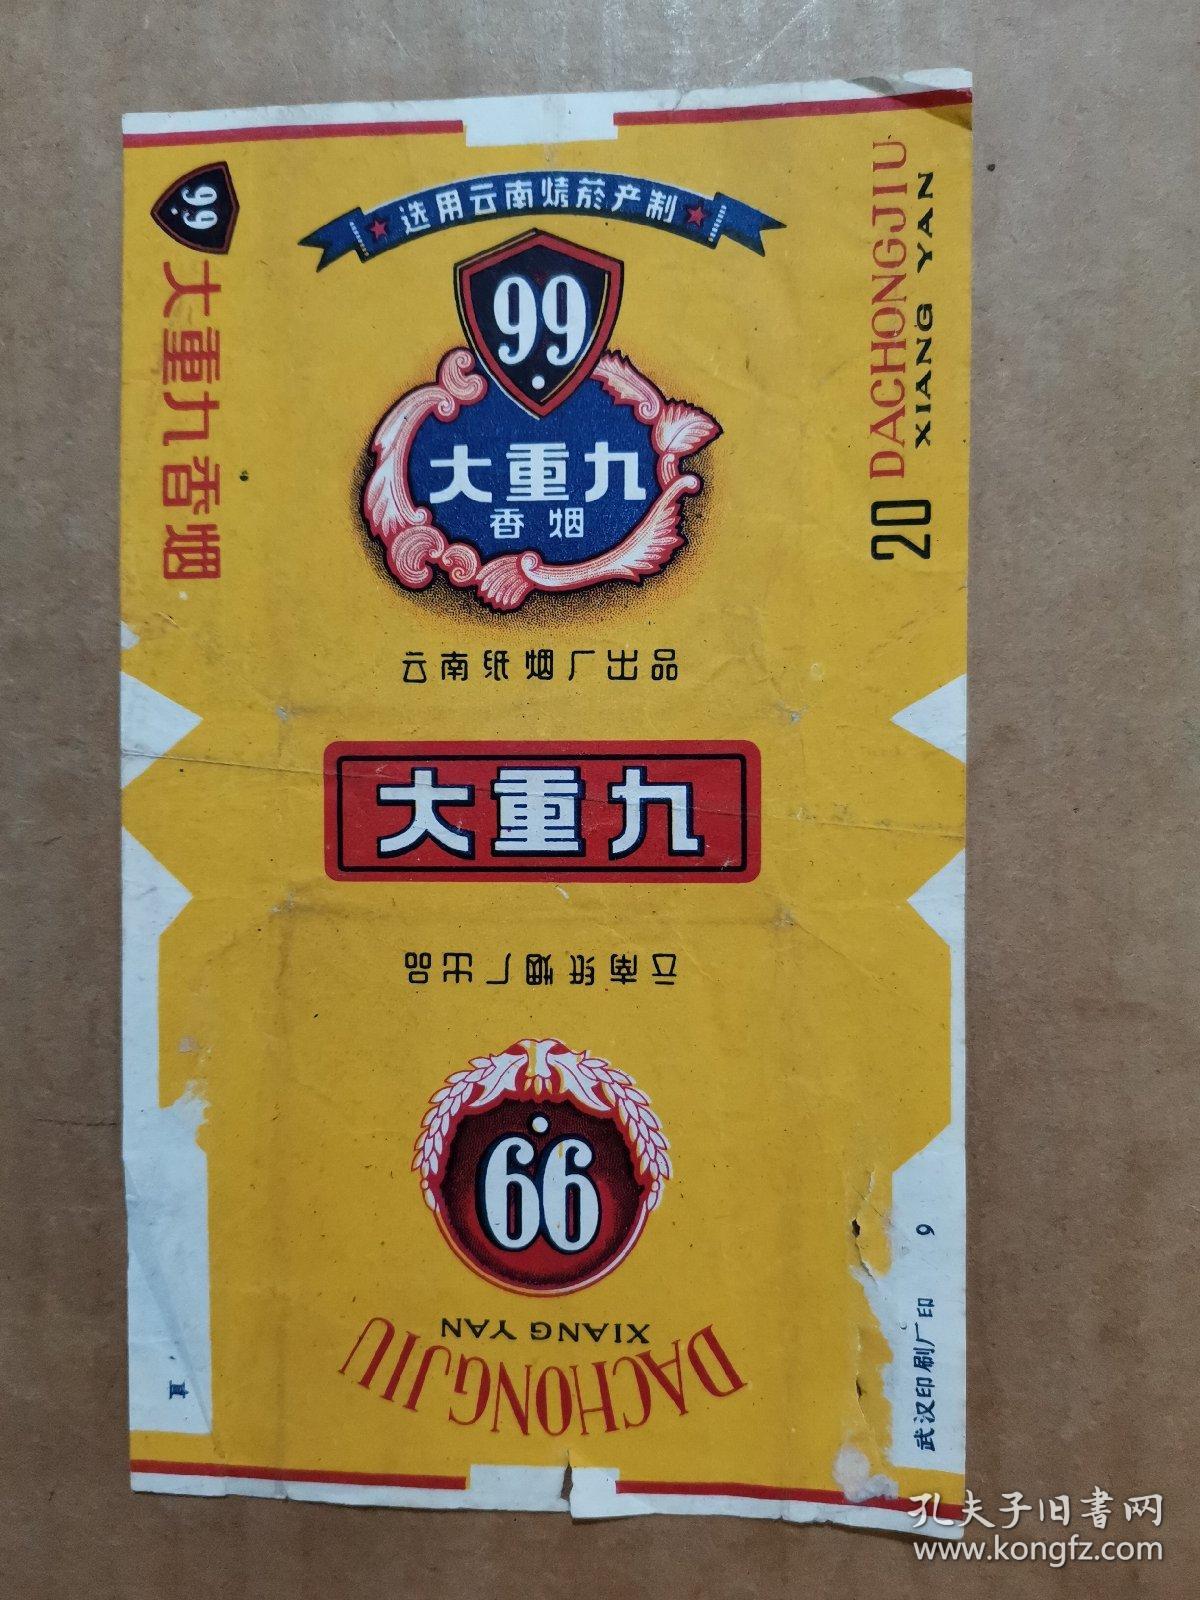 选用云南烤菸产制
99
大重九
香烟
云南纸烟厂出品
99
大重九香烟
DACHONGJIU
XIANG YAN
20
大重九
云南纸烟厂出品
99
XIANG YAN
DACHONGJIU
武汉印刷厂印 9
孔夫子旧書网
www.kongfz.com